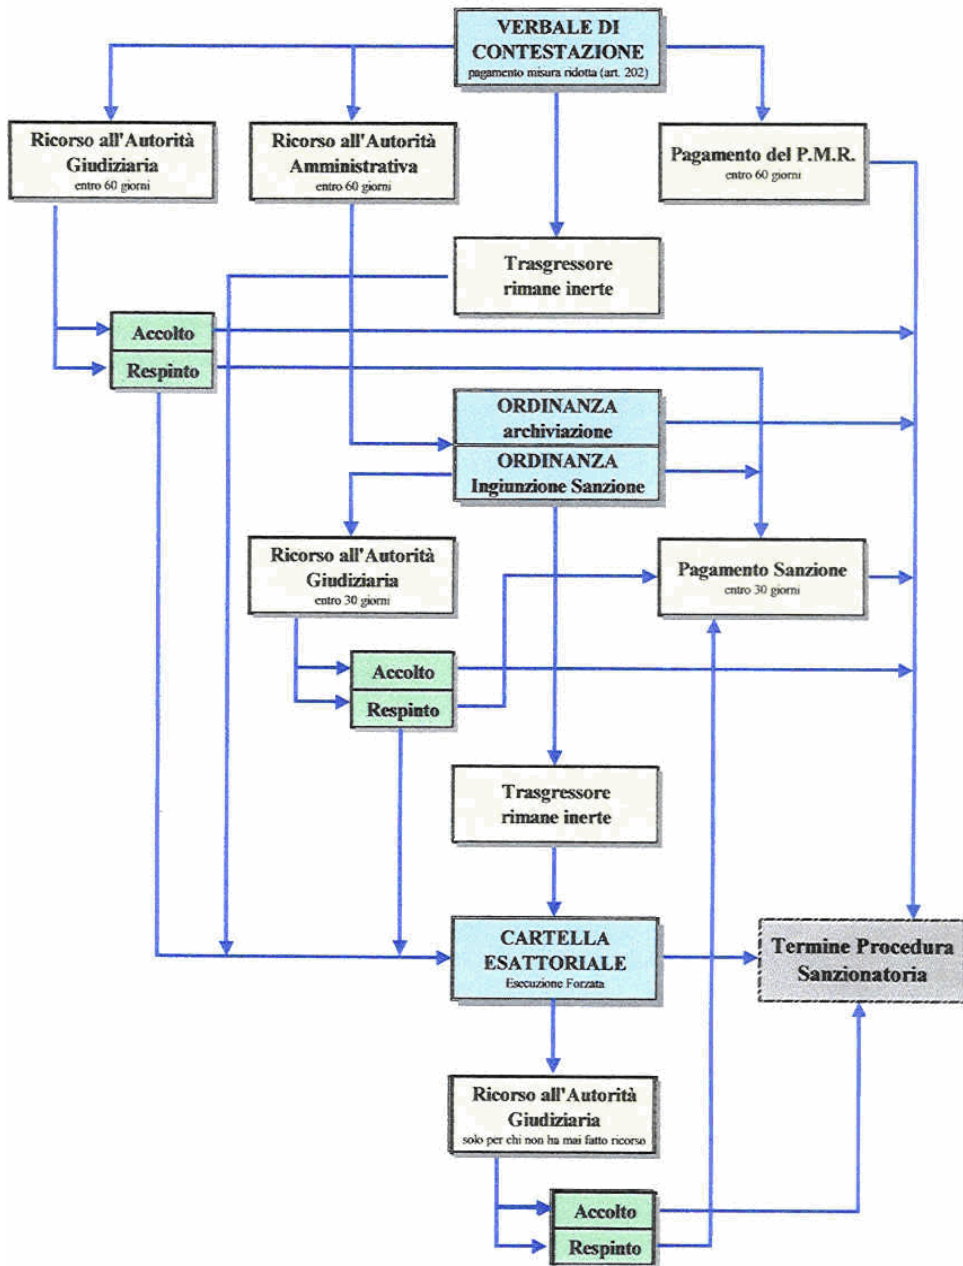 VERBALE DI
CONTESTAZIONE
pagamento misura ridotta (art. 202)
Ricorso all'Autorità
Giudiziaria
entro 60 giorni
Ricorso all'Autorità
Amministrativa
entro 60 giorni
Pagamento del P.M.R.
entro 60 giorni
Trasgressore
rimane inerte
Accolto
Respinto
ORDINANZA
archiviazione
ORDINANZA
Ingiunzione Sanzione
Ricorso all'Autorità
Giudiziaria
entro 30 giorni
Pagamento Sanzione
entro 30 giorni
Accolto
Respinto
Trasgressore
rimane inerte
CARTELLA
ESATTORIALE
Esecuzione Forzata
Termine Procedura
Sanzionatoria
Ricorso all'Autorità
Giudiziaria
solo per chi non ha mai fatto ricorso
Accolto
Respinto